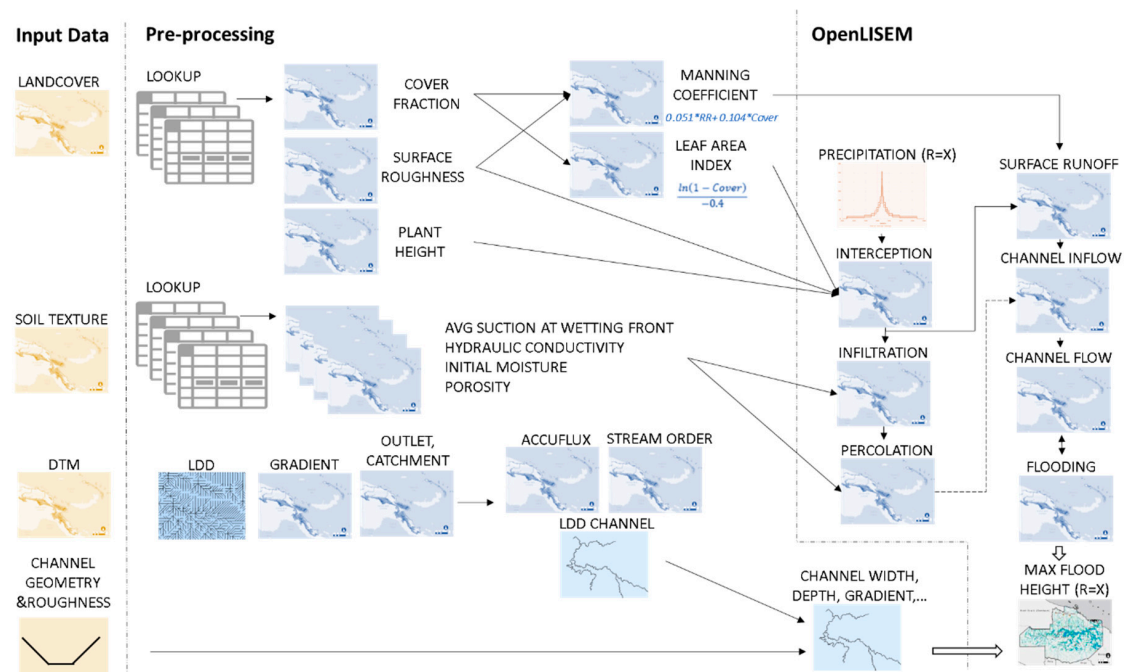 Input Data
Pre-processing
OpenLISEM
LANDCOVER
LOOKUP
COVER
FRACTION
SURFACE
ROUGHNESS
PLANT
HEIGHT
MANNING
COEFFICIENT
0.051*RR+ 0.104*Cover
LEAF AREA
INDEX
ln(1 − Cover)
−0.4
PRECIPITATION (R=X)
INTERCEPTION
SURFACE RUNOFF
CHANNEL INFLOW
SOIL TEXTURE
LOOKUP
AVG SUCTION AT WETTING FRONT
HYDRAULIC CONDUCTIVITY
INITIAL MOISTURE
POROSITY
INFILTRATION
CHANNEL FLOW
PERCOLATION
FLOODING
DTM
LDD
GRADIENT
OUTLET,
CATCHMENT
ACCUFLUX
STREAM ORDER
LDD CHANNEL
CHANNEL
GEOMETRY
&ROUGHNESS
CHANNEL WIDTH,
DEPTH, GRADIENT,...
MAX FLOOD
HEIGHT (R=X)